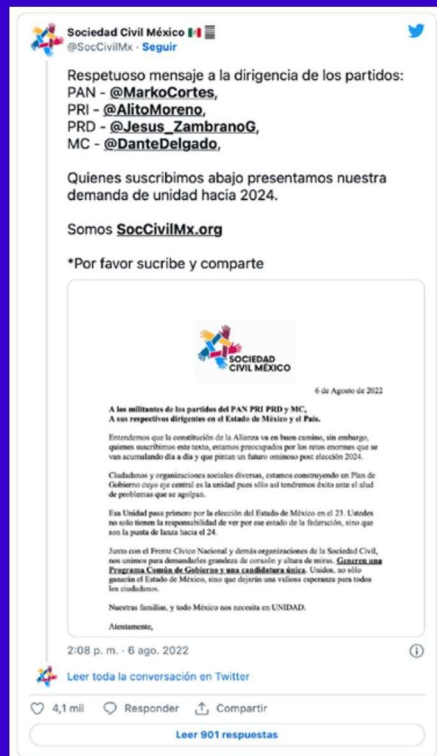 Sociedad Civil México 🇲🇽
@SocCivilMx · Seguir
Respetuoso mensaje a la dirigencia de los partidos:
PAN - @MarkoCortes,
PRI - @AlitoMoreno,
PRD - @Jesus_ZambranoG,
MC - @DanteDelgado,
Quienes suscribimos abajo presentamos nuestra
demanda de unidad hacia 2024.
Somos SocCivilMx.org
*Por favor sucribe y comparte
SOCIEDAD
CIVIL MÉXICO
6 de Agosto de 2022
A los militantes de los partidos del PAN PRI PRD y MC,
A sus respectivos dirigentes en el Estado de México y el País.
Entendemos que la constitución de la Alianza va en buen camino, sin embargo,
quienes suscribimos este texto, estamos preocupados por los retos enormes que se
van acumulando día a día y que pintan un futuro ominoso post elección 2024.
Ciudadanos y organizaciones sociales diversas, estamos construyendo un Plan de
Gobierno cuyo eje central es la unidad pues sólo así tendremos éxito ante el alud
de problemas que se agolpan.
Esa Unidad pasa primero por la elección del Estado de México en el 23. Ustedes
no solo tienen la responsabilidad de ver por ese estado de la federación, sino que
son la punta de lanza hacia el 24.
Junto con el Frente Cívico Nacional y demás organizaciones de la Sociedad Civil,
nos unimos para demandarles grandeza de corazón y altura de miras. Generen una
Programa Común de Gobierno y una candidatura única. Unidos, no sólo
ganarán el Estado de México, sino que dejarán una valiosa esperanza para todos
los ciudadanos.
Nuestras familias, y todo México nos necesita en UNIDAD.
Atentamente,
2:08 p. m. · 6 ago. 2022
Leer toda la conversación en Twitter
4,1 mil Responder Compartir
Leer 901 respuestas